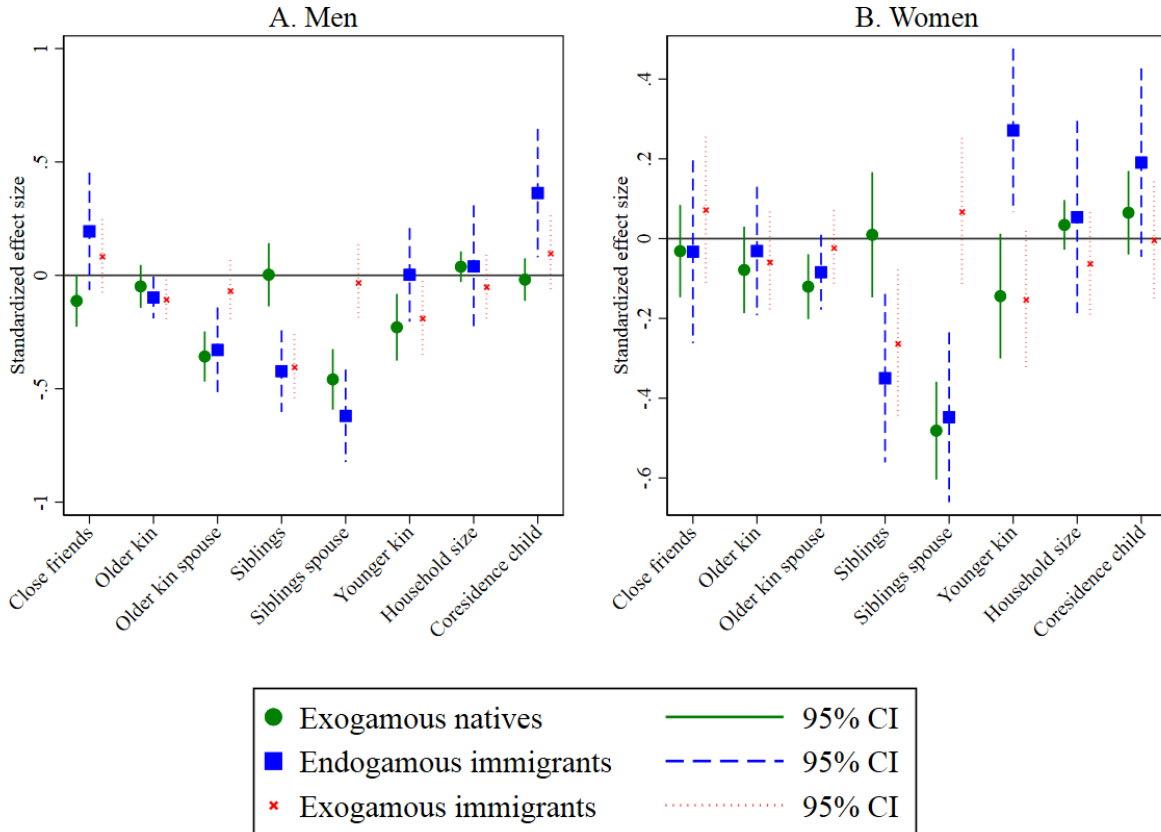 A. Men
Standardized effect size
1
.5
0
-.5
-1
Close friends
Older kin
Older kin spouse
Siblings
Siblings spouse
Younger kin
Household size
Coresidence child
B. Women
Standardized effect size
.4
.2
0
-.2
-.4
-.6
Close friends
Older kin
Older kin spouse
Siblings
Siblings spouse
Younger kin
Household size
Coresidence child
Exogamous natives 95% CI
Endogamous immigrants 95% CI
Exogamous immigrants 95% CI